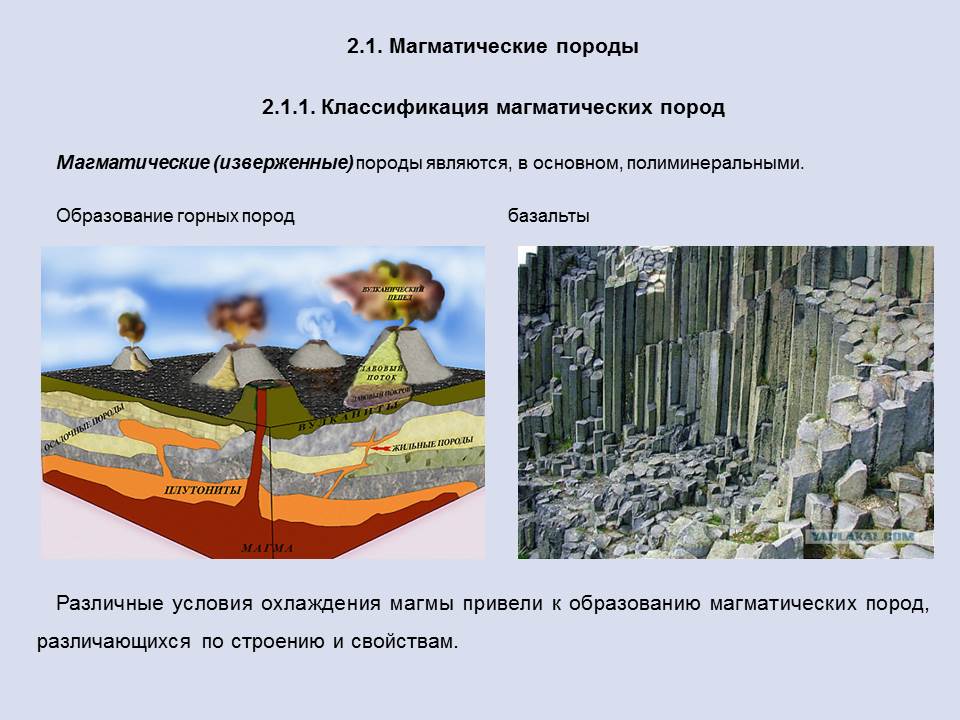 2.1. Магматические породы
2.1.1. Классификация магматических пород
Магматические (изверженные) породы являются, в основном, полиминеральными.
Образование горных пород
базальты
ВУЛКАНИЧЕСКИЙ
ПЕПЕЛ
ЛАВОВЫЙ
ПОТОК
ЛАВОВЫЙ ПОКРОВ
ВУЛКАНИТЫ
ОСАДОЧНЫЕ ПОРОДЫ
ЖИЛЬНЫЕ ПОРОДЫ
ПЛУТОНИТЫ
МАГМА
YAPLAKAL.COM
Различные условия охлаждения магмы привели к образованию магматических пород,
различающихся по строению и свойствам.